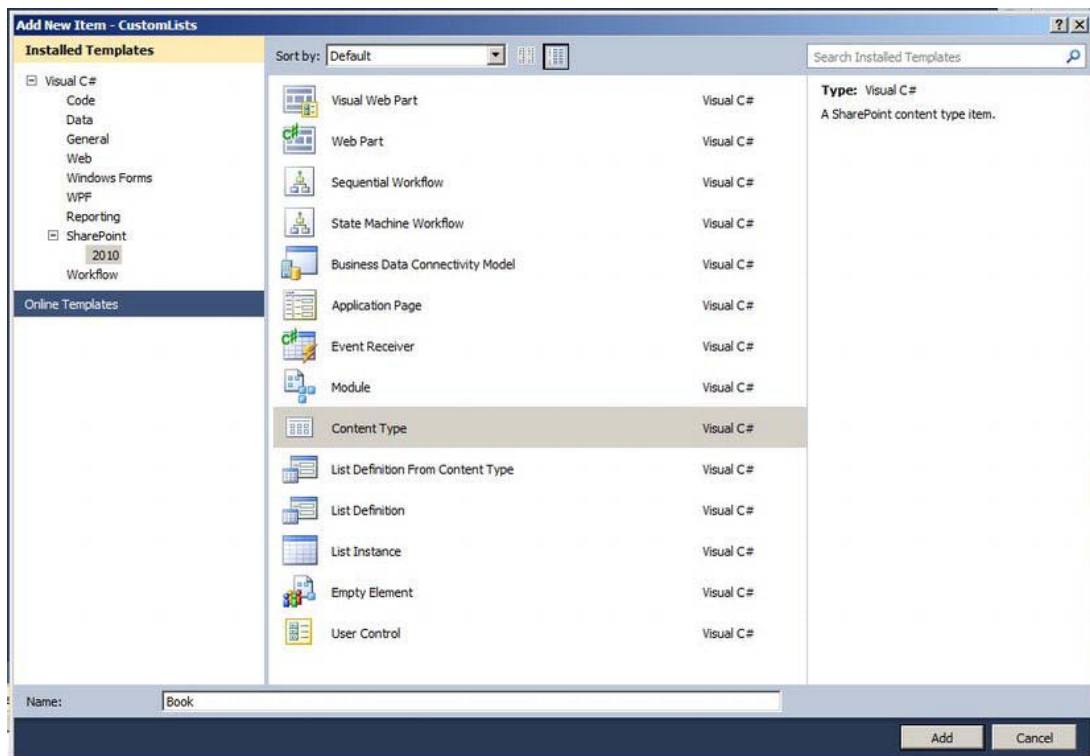 Add New Item - CustomLists
Installed Templates
Sort by: Default
Search Installed Templates
Visual C#
Code
Data
General
Web
Windows Forms
WPF
Reporting
SharePoint
2010
Workflow
Online Templates
Visual Web Part Visual C#
Web Part Visual C#
Sequential Workflow Visual C#
State Machine Workflow Visual C#
Business Data Connectivity Model Visual C#
Application Page Visual C#
Event Receiver Visual C#
Module Visual C#
Content Type Visual C#
List Definition From Content Type Visual C#
List Definition Visual C#
List Instance Visual C#
Empty Element Visual C#
User Control Visual C#
Type: Visual C#
A SharePoint content type item.
Name: Book
Add Cancel